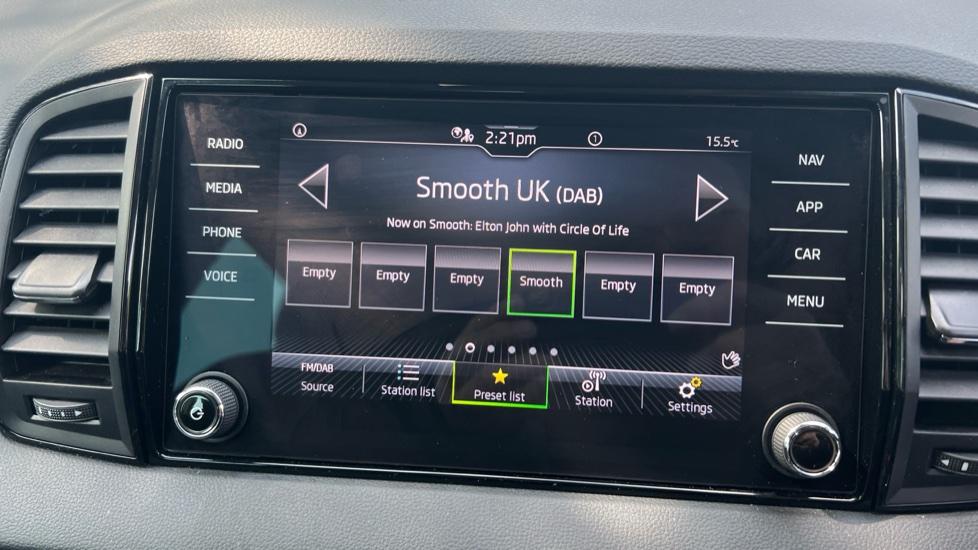 RADIO
MEDIA
PHONE
VOICE
2:21pm
1
15.5°C
Smooth UK (DAB)
Now on Smooth: Elton John with Circle Of Life
Empty
Empty
Empty
Smooth
Empty
Empty
FM/DAB
Source
Station list
Preset list
Station
Settings
NAV
APP
CAR
MENU